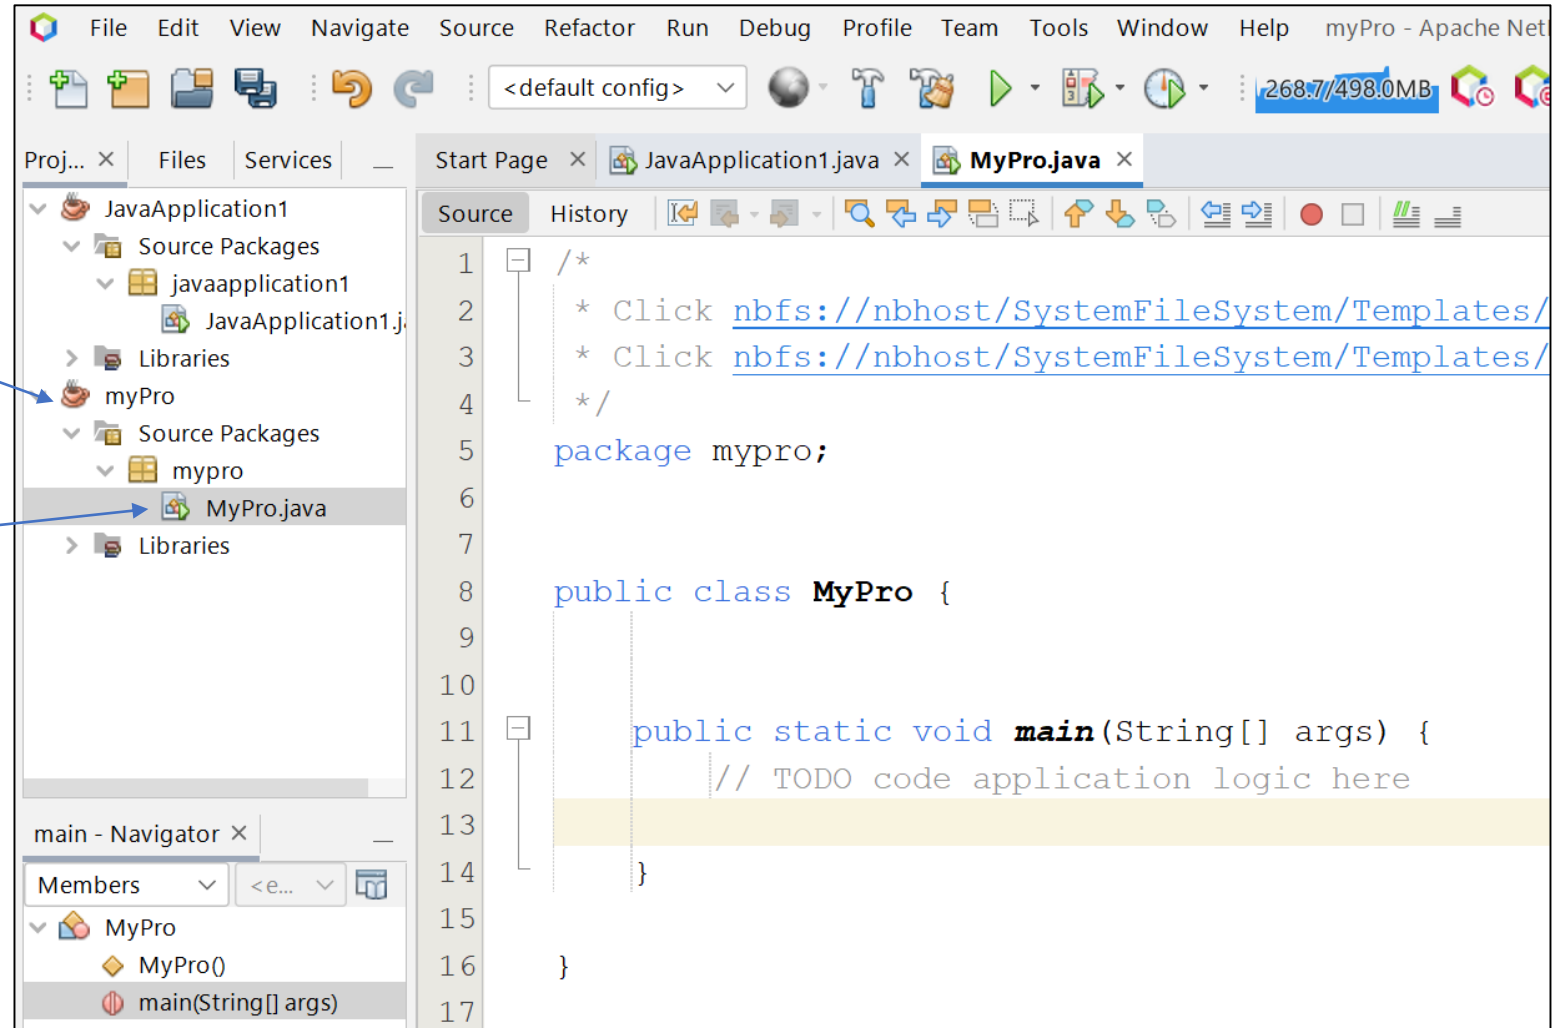 File Edit View Navigate Source Refactor Run Debug Profile Team Tools Window Help myPro - Apache Net
<default config> 268.7/498.0MB
Proj... Files Services
Start Page JavaApplication1.java MyPro.java
Source History
JavaApplication1
Source Packages
javaapplication1
JavaApplication1.j
Libraries
myPro
Source Packages
mypro
MyPro.java
Libraries
main - Navigator
Members <e...
MyPro
MyPro()
main(String[] args)
1 /*
2 * Click nbfs://nbhost/SystemFileSystem/Templates/
3 * Click nbfs://nbhost/SystemFileSystem/Templates/
4 */
5 package mypro;
6
7
8 public class MyPro {
9
10
11 public static void main(String[] args) {
12 // TODO code application logic here
13
14 }
15
16 }
17